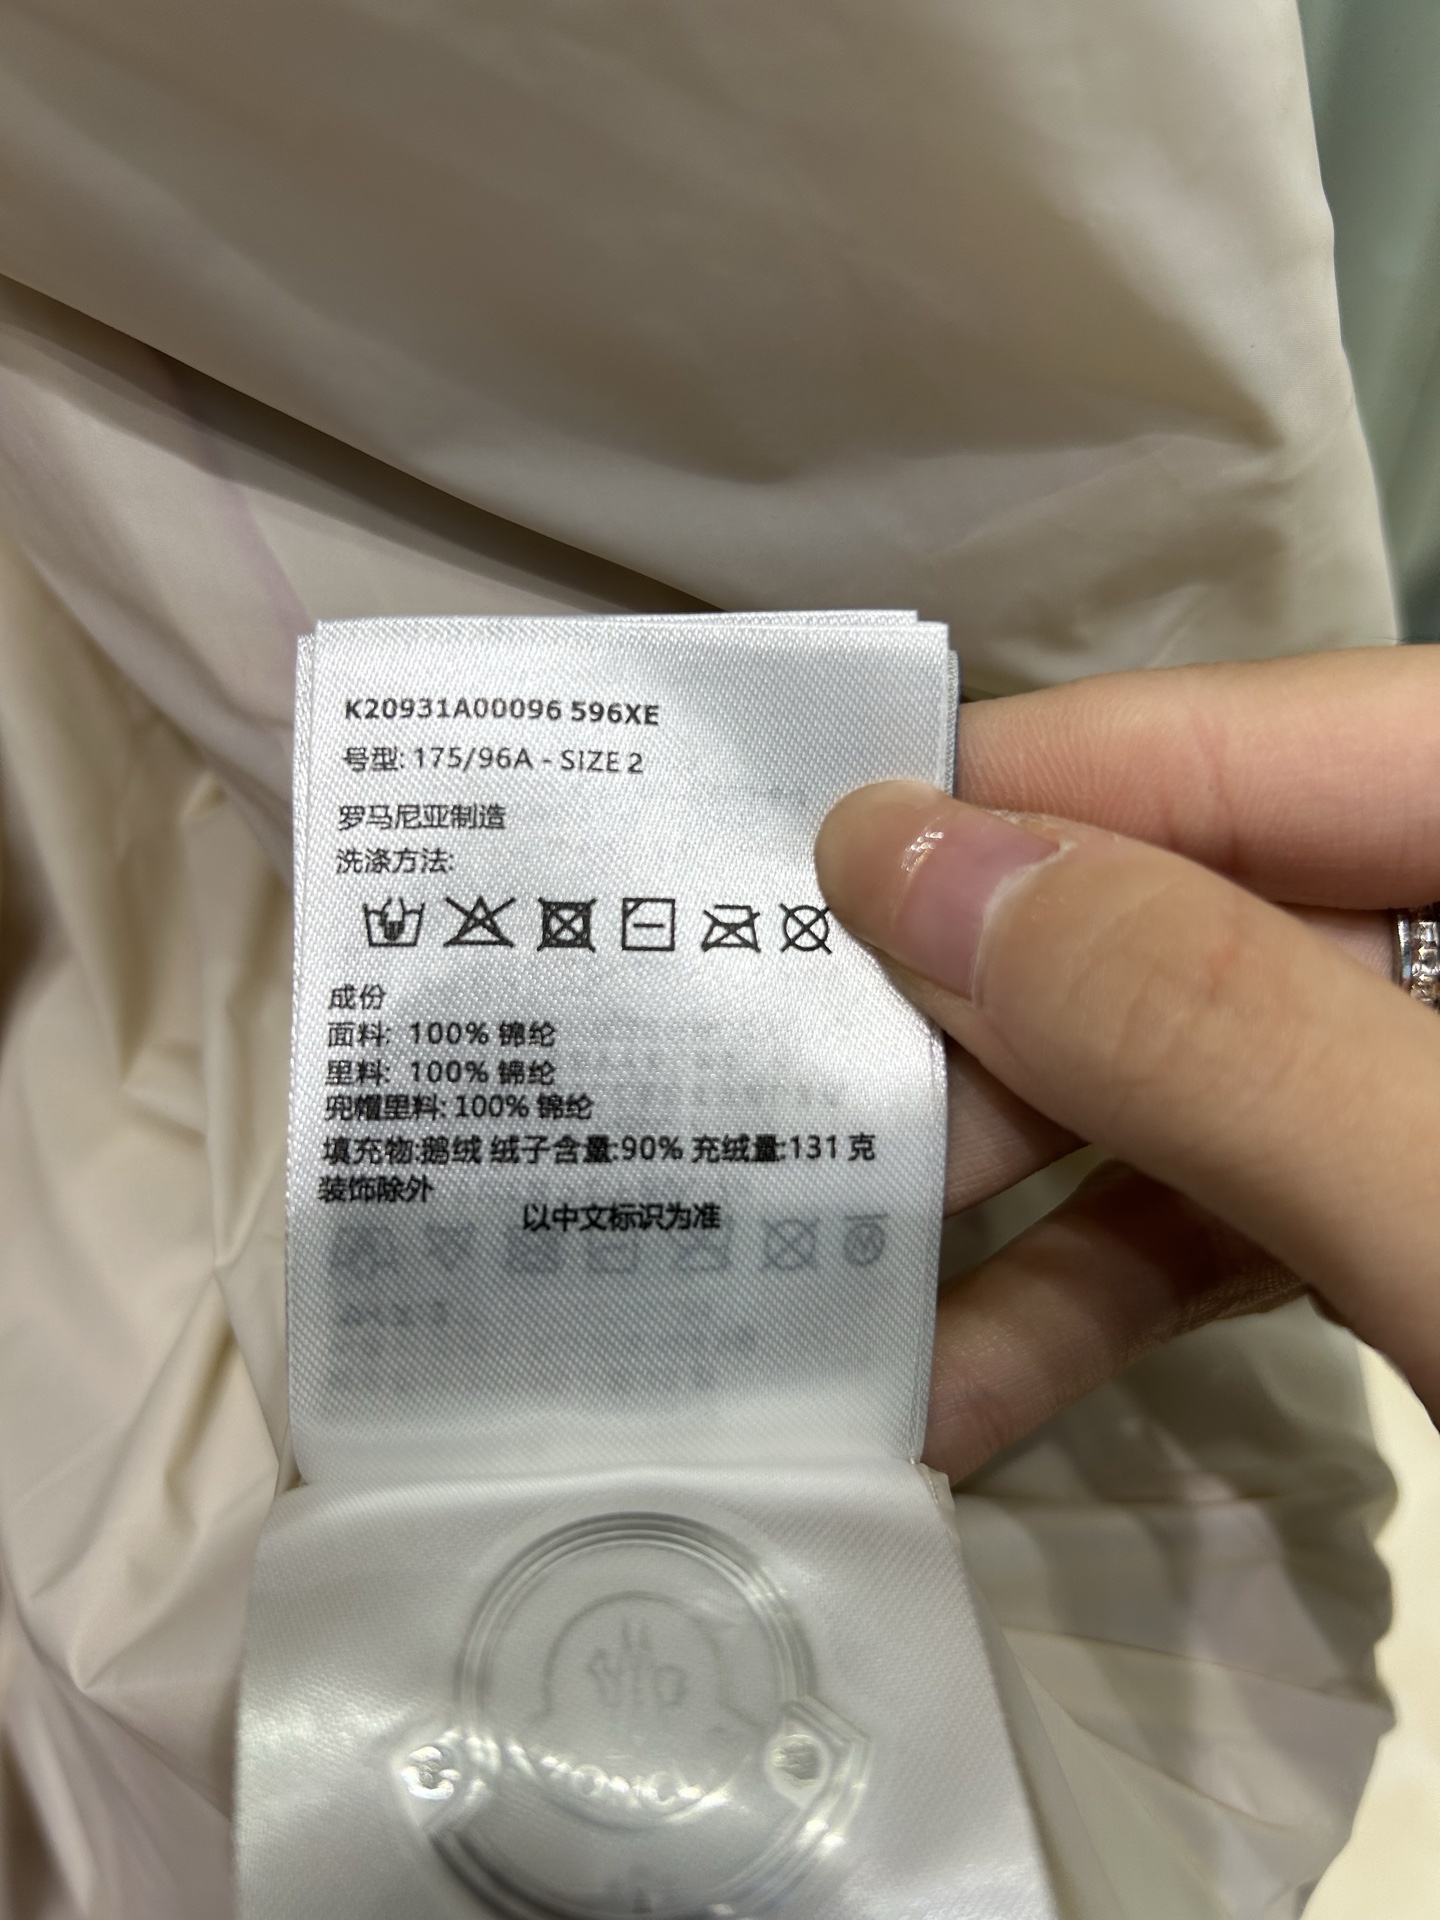 K20931A00096 596XE
号型: 175/96A - SIZE 2
罗马尼亚制造
洗涤方法:
成份
面料: 100% 锦纶
里料: 100% 锦纶
兜帽里料: 100% 锦纶
填充物:鹅绒 绒子含量:90% 充绒量:131 克
装饰除外
以中文标识为准